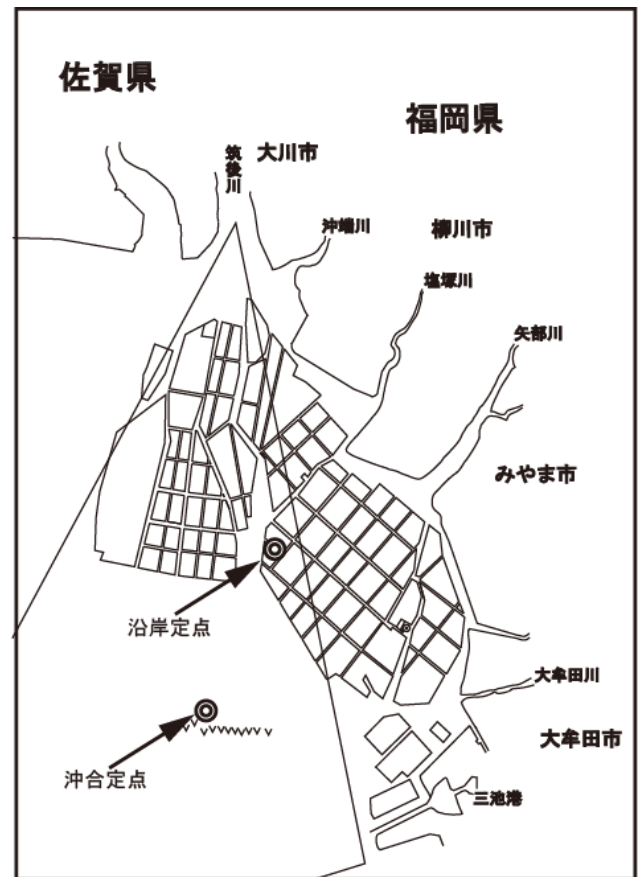 佐賀県
福岡県
筑後川
大川市
沖端川
柳川市
塩塚川
矢部川
みやま市
沿岸定点
大牟田川
大牟田市
沖合定点
三池港